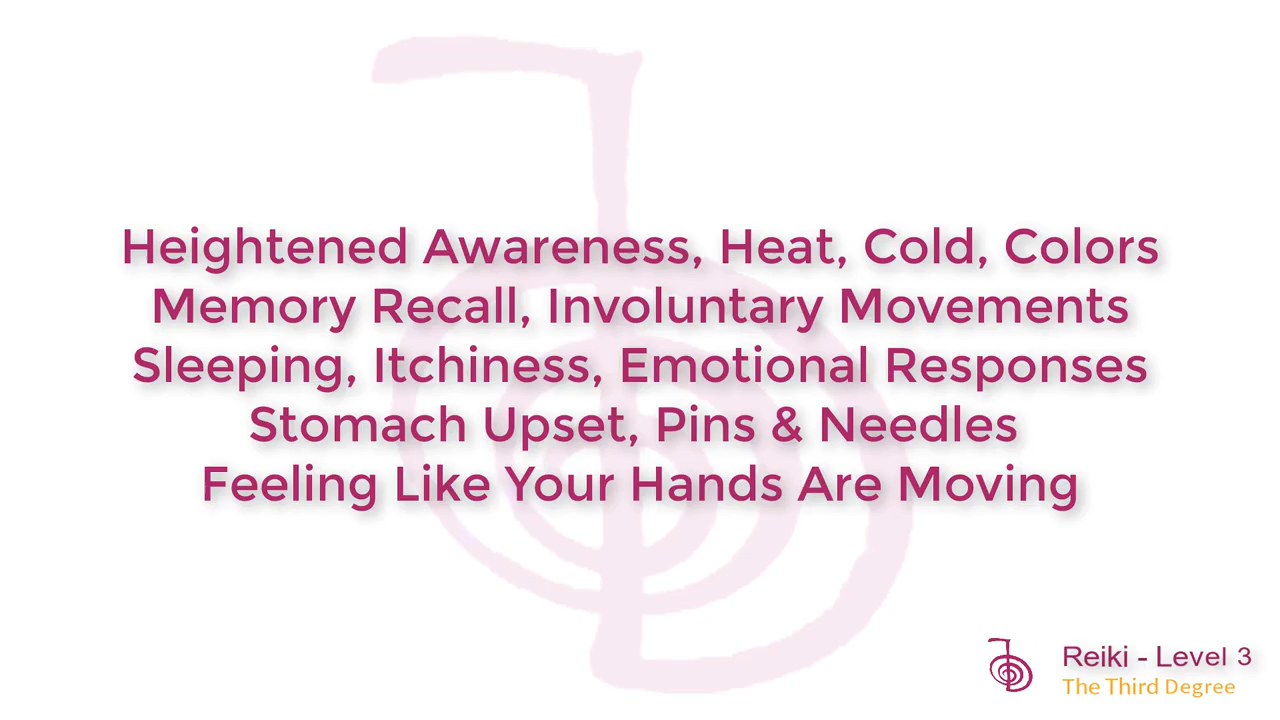 Heightened Awareness, Heat, Cold, Colors
Memory Recall, Involuntary Movements
Sleeping, Itchiness, Emotional Responses
Stomach Upset, Pins & Needles
Feeling Like Your Hands Are Moving
Reiki - Level 3
The Third Degree